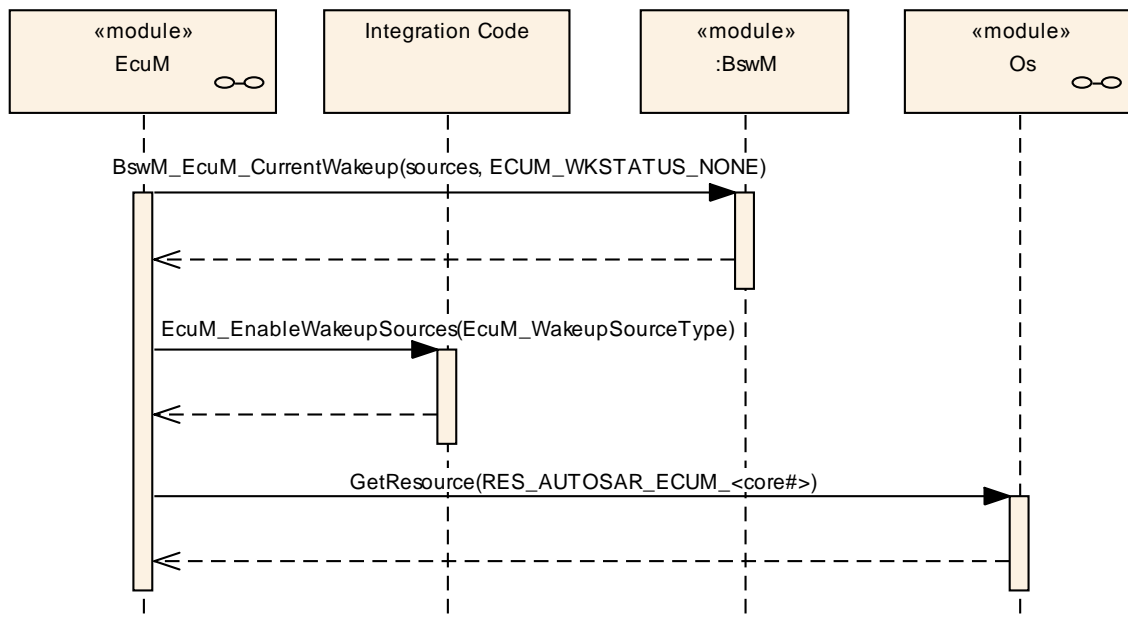 «module»
EcuM
Integration Code
«module»
:BswM
«module»
Os
BswM_EcuM_CurrentWakeup(sources, ECUM_WKSTATUS_NONE)
EcuM_EnableWakeupSources(EcuM_WakeupSourceType)
GetResource(RES_AUTOSAR_ECUM_<core#>)